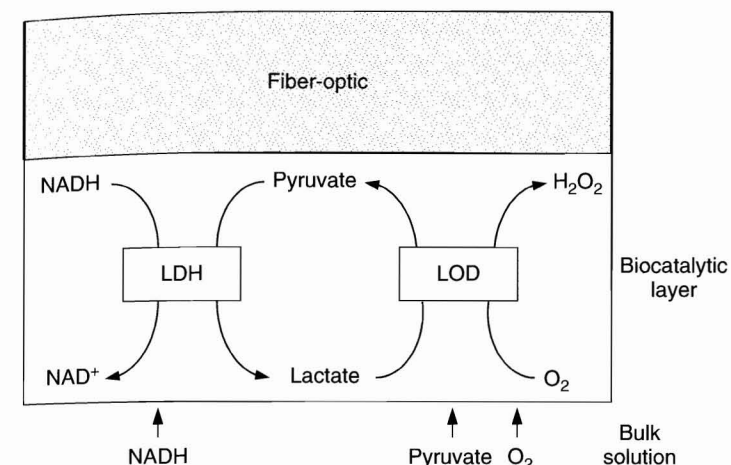 Fiber-optic
NADH
Pyruvate
H₂O₂
LDH
LOD
Biocatalytic
layer
NAD⁺
Lactate
O₂
NADH
Pyruvate O₂
Bulk
solution